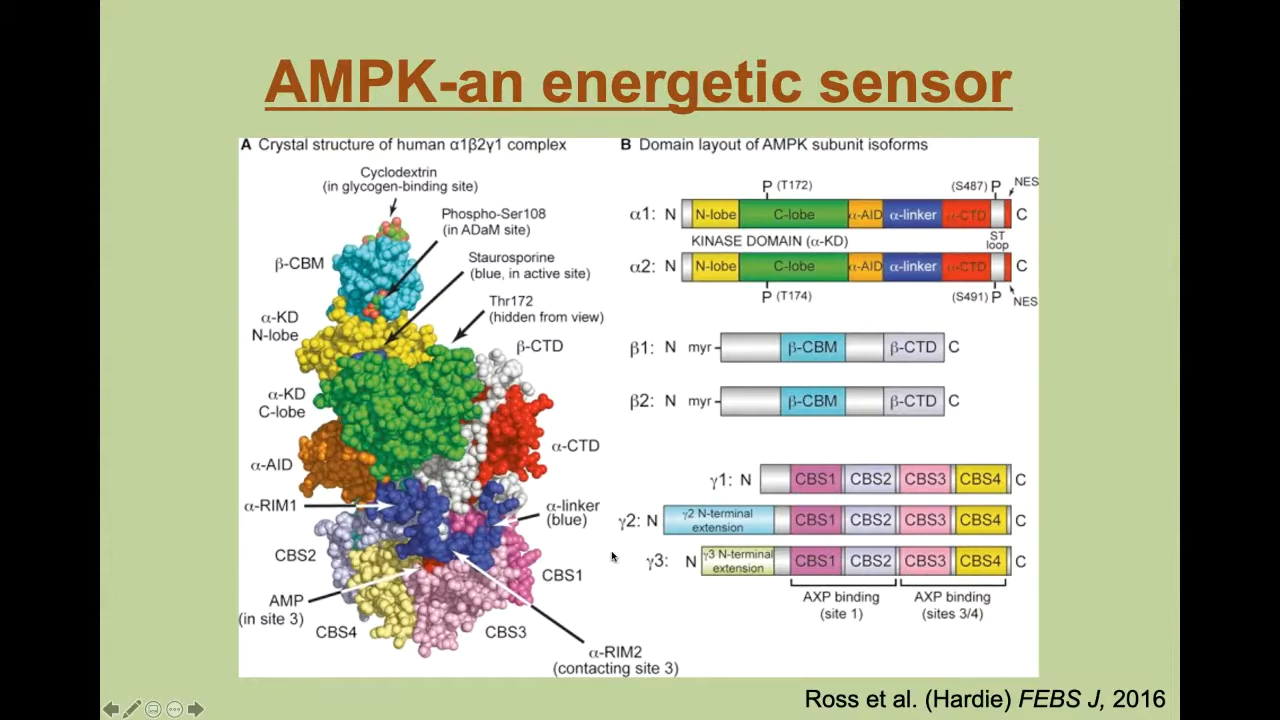 AMPK-an energetic sensor
A Crystal structure of human α1β2γ1 complex
Cyclodextrin
(in glycogen-binding site)
Phospho-Ser108
(in ADaM site)
Staurosporine
(blue, in active site)
Thr172
(hidden from view)
β-CBM
α-KD
N-lobe
β-CTD
α-KD
C-lobe
α-CTD
α-AID
α-RIM1
α-linker
(blue)
CBS2
CBS1
AMP
(in site 3)
CBS4
CBS3
α-RIM2
(contacting site 3)
B Domain layout of AMPK subunit isoforms
P (T172)
(S487) P
NES
α1: N N-lobe C-lobe α-AID α-linker α-CTD C
KINASE DOMAIN (α-KD)
ST
loop
α2: N N-lobe C-lobe α-AID α-linker α-CTD C
P (T174)
(S491) P
NES
β1: N myr β-CBM β-CTD C
β2: N myr β-CBM β-CTD C
γ1: N CBS1 CBS2 CBS3 CBS4 C
γ2: N γ2 N-terminal
extension CBS1 CBS2 CBS3 CBS4 C
γ3: N γ3 N-terminal
extension CBS1 CBS2 CBS3 CBS4 C
AXP binding
(site 1)
AXP binding
(sites 3/4)
Ross et al. (Hardie) FEBS J, 2016